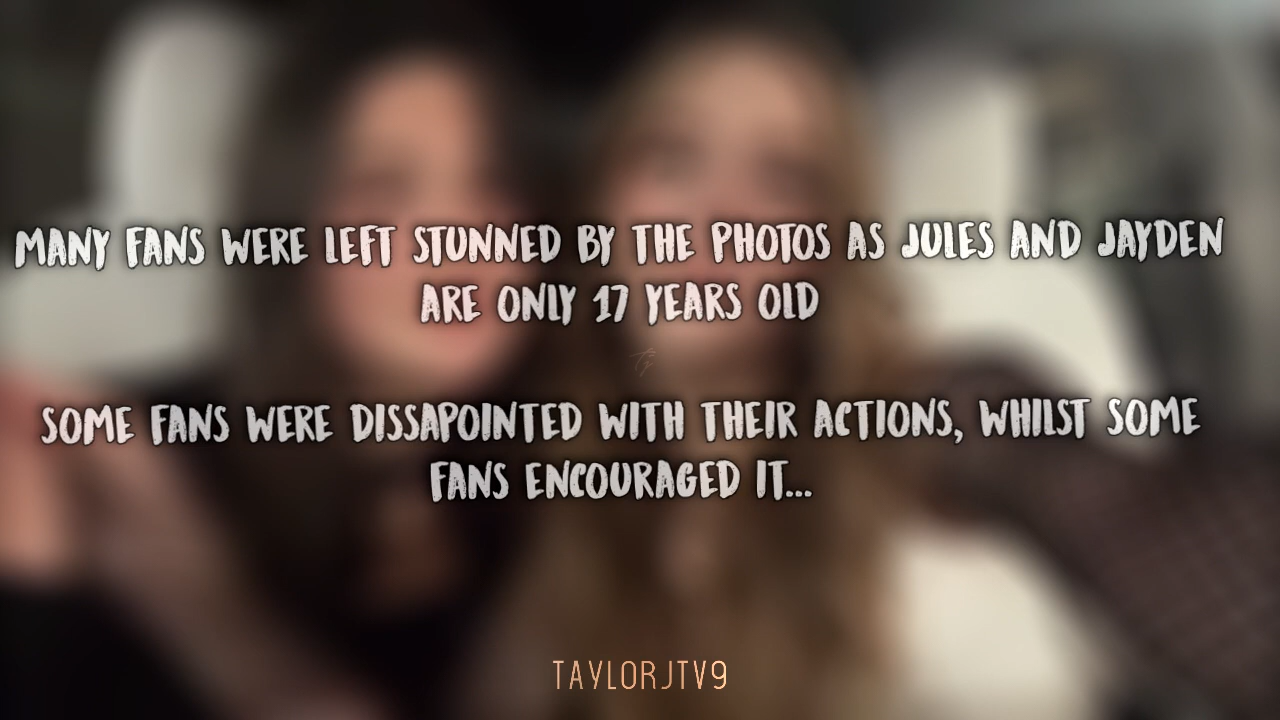 MANY FANS WERE LEFT STUNNED BY THE PHOTOS AS JULES AND JAYDEN
ARE ONLY 17 YEARS OLD
SOME FANS WERE DISSAPOINTED WITH THEIR ACTIONS, WHILST SOME
FANS ENCOURAGED IT...
TAYLORJTV9